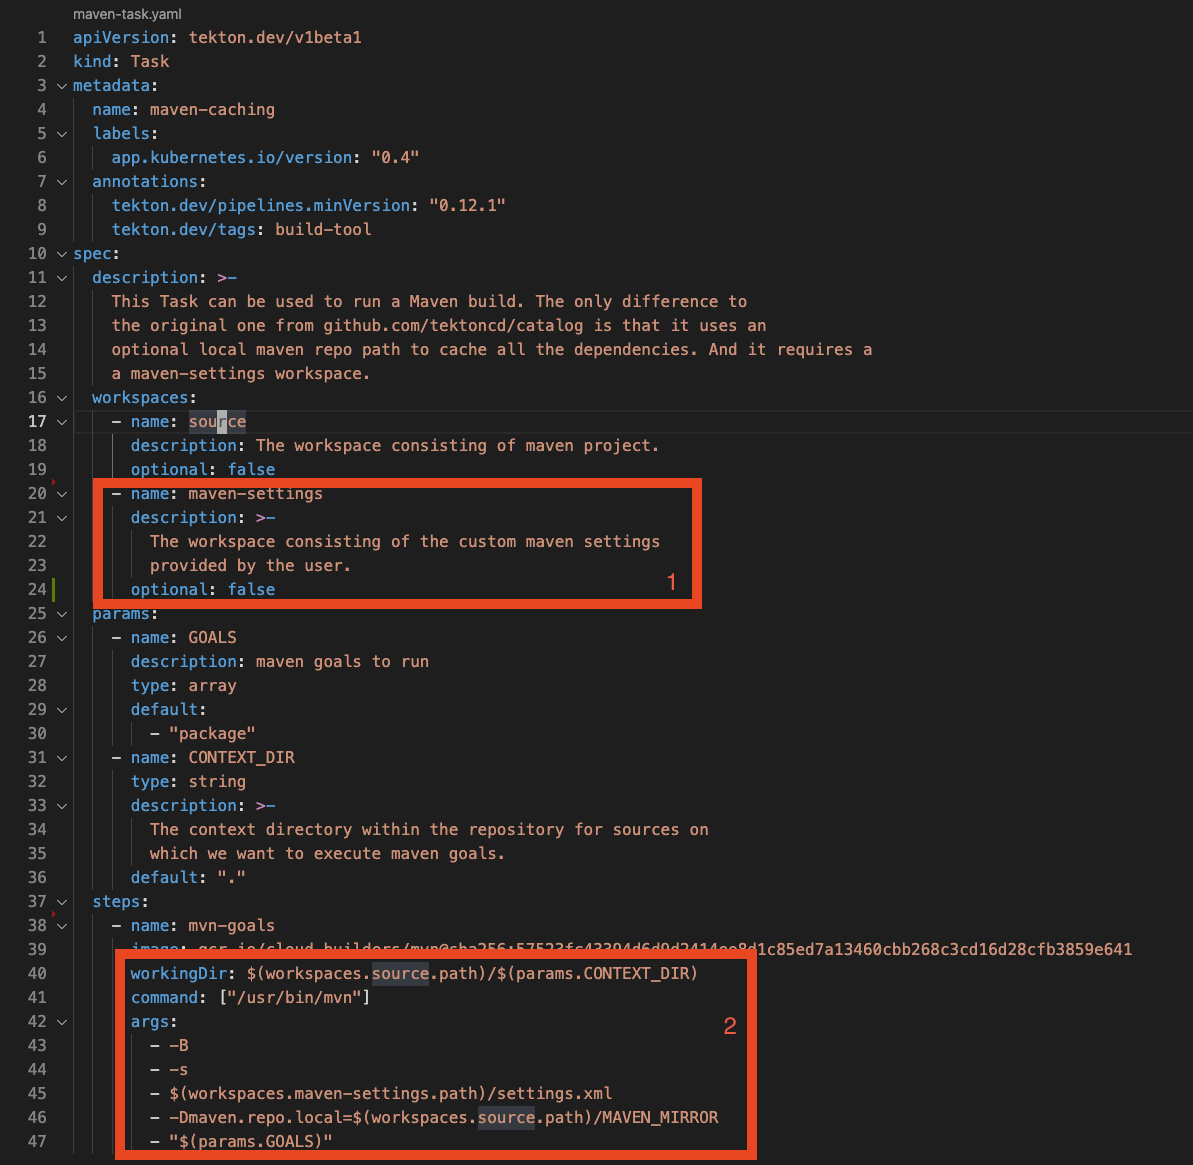 maven-task.yaml
1 apiVersion: tekton.dev/v1beta1
2 kind: Task
3 metadata:
4 name: maven-caching
5 labels:
6 app.kubernetes.io/version: "0.4"
7 annotations:
8 tekton.dev/pipelines.minVersion: "0.12.1"
9 tekton.dev/tags: build-tool
10 spec:
11 description: >-
12 This Task can be used to run a Maven build. The only difference to
13 the original one from github.com/tektoncd/catalog is that it uses an
14 optional local maven repo path to cache all the dependencies. And it requires a
15 a maven-settings workspace.
16 workspaces:
17 - name: source
18 description: The workspace consisting of maven project.
19 optional: false
20 - name: maven-settings
21 description: >-
22 The workspace consisting of the custom maven settings
23 provided by the user.
1
24 optional: false
25 params:
26 - name: GOALS
27 description: maven goals to run
28 type: array
29 default:
30 - "package"
31 - name: CONTEXT_DIR
32 type: string
33 description: >-
34 The context directory within the repository for sources on
35 which we want to execute maven goals.
36 default: "."
37 steps:
38 - name: mvn-goals
39 image: gcr.io/cloud-builders/mvn@sha256:57523fc43394d6d9d2414ee8d1c85ed7a13460cbb268c3cd16d28cfb3859e641
40 workingDir: $(workspaces.source.path)/$(params.CONTEXT_DIR)
41 command: ["/usr/bin/mvn"]
42 args:
2
43 - -B
44 - -s
45 - $(workspaces.maven-settings.path)/settings.xml
46 - -Dmaven.repo.local=$(workspaces.source.path)/MAVEN_MIRROR
47 - "$(params.GOALS)"